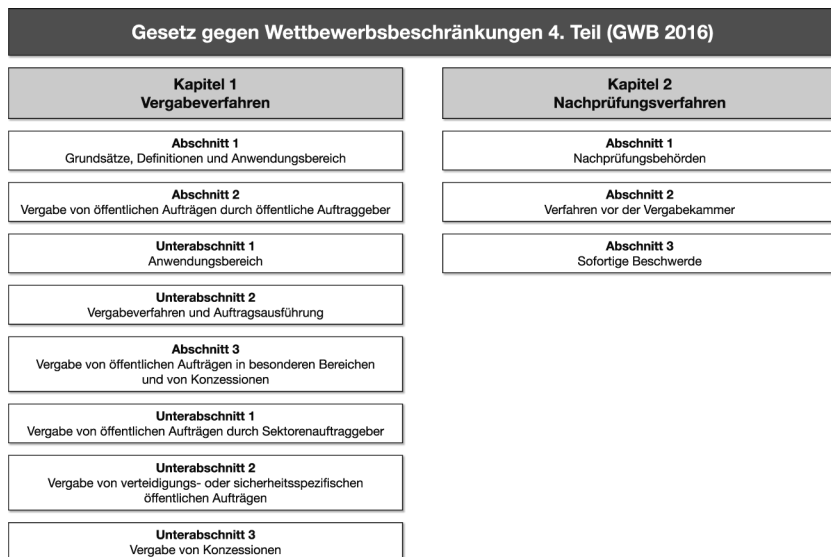 Gesetz gegen Wettbewerbsbeschränkungen 4. Teil (GWB 2016)
Kapitel 1
Vergabeverfahren
Abschnitt 1
Grundsätze, Definitionen und Anwendungsbereich
Abschnitt 2
Vergabe von öffentlichen Aufträgen durch öffentliche Auftraggeber
Unterabschnitt 1
Anwendungsbereich
Unterabschnitt 2
Vergabeverfahren und Auftragsausführung
Abschnitt 3
Vergabe von öffentlichen Aufträgen in besonderen Bereichen
und von Konzessionen
Unterabschnitt 1
Vergabe von öffentlichen Aufträgen durch Sektorenauftraggeber
Unterabschnitt 2
Vergabe von verteidigungs- oder sicherheitsspezifischen
öffentlichen Aufträgen
Unterabschnitt 3
Vergabe von Konzessionen
Kapitel 2
Nachprüfungsverfahren
Abschnitt 1
Nachprüfungsbehörden
Abschnitt 2
Verfahren vor der Vergabekammer
Abschnitt 3
Sofortige Beschwerde